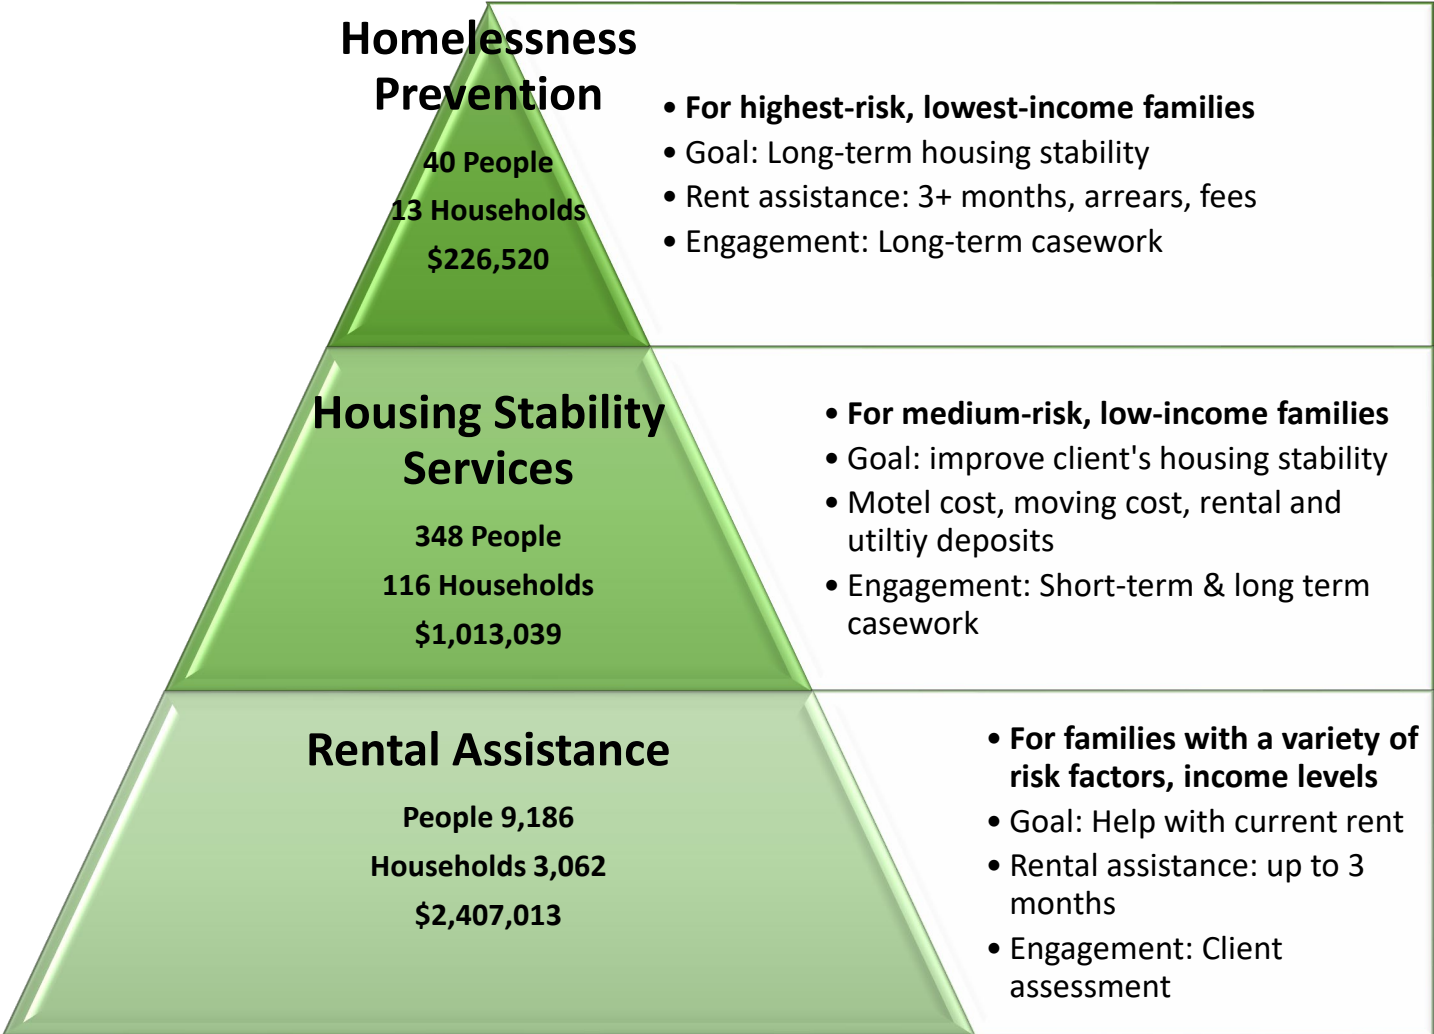 Homelessness
Prevention
40 People
13 Households
$226,520
• For highest-risk, lowest-income families
• Goal: Long-term housing stability
• Rent assistance: 3+ months, arrears, fees
• Engagement: Long-term casework
Housing Stability
Services
348 People
116 Households
$1,013,039
• For medium-risk, low-income families
• Goal: improve client's housing stability
• Motel cost, moving cost, rental and
utiltiy deposits
• Engagement: Short-term & long term
casework
Rental Assistance
People 9,186
Households 3,062
$2,407,013
• For families with a variety of
risk factors, income levels
• Goal: Help with current rent
• Rental assistance: up to 3
months
• Engagement: Client
assessment